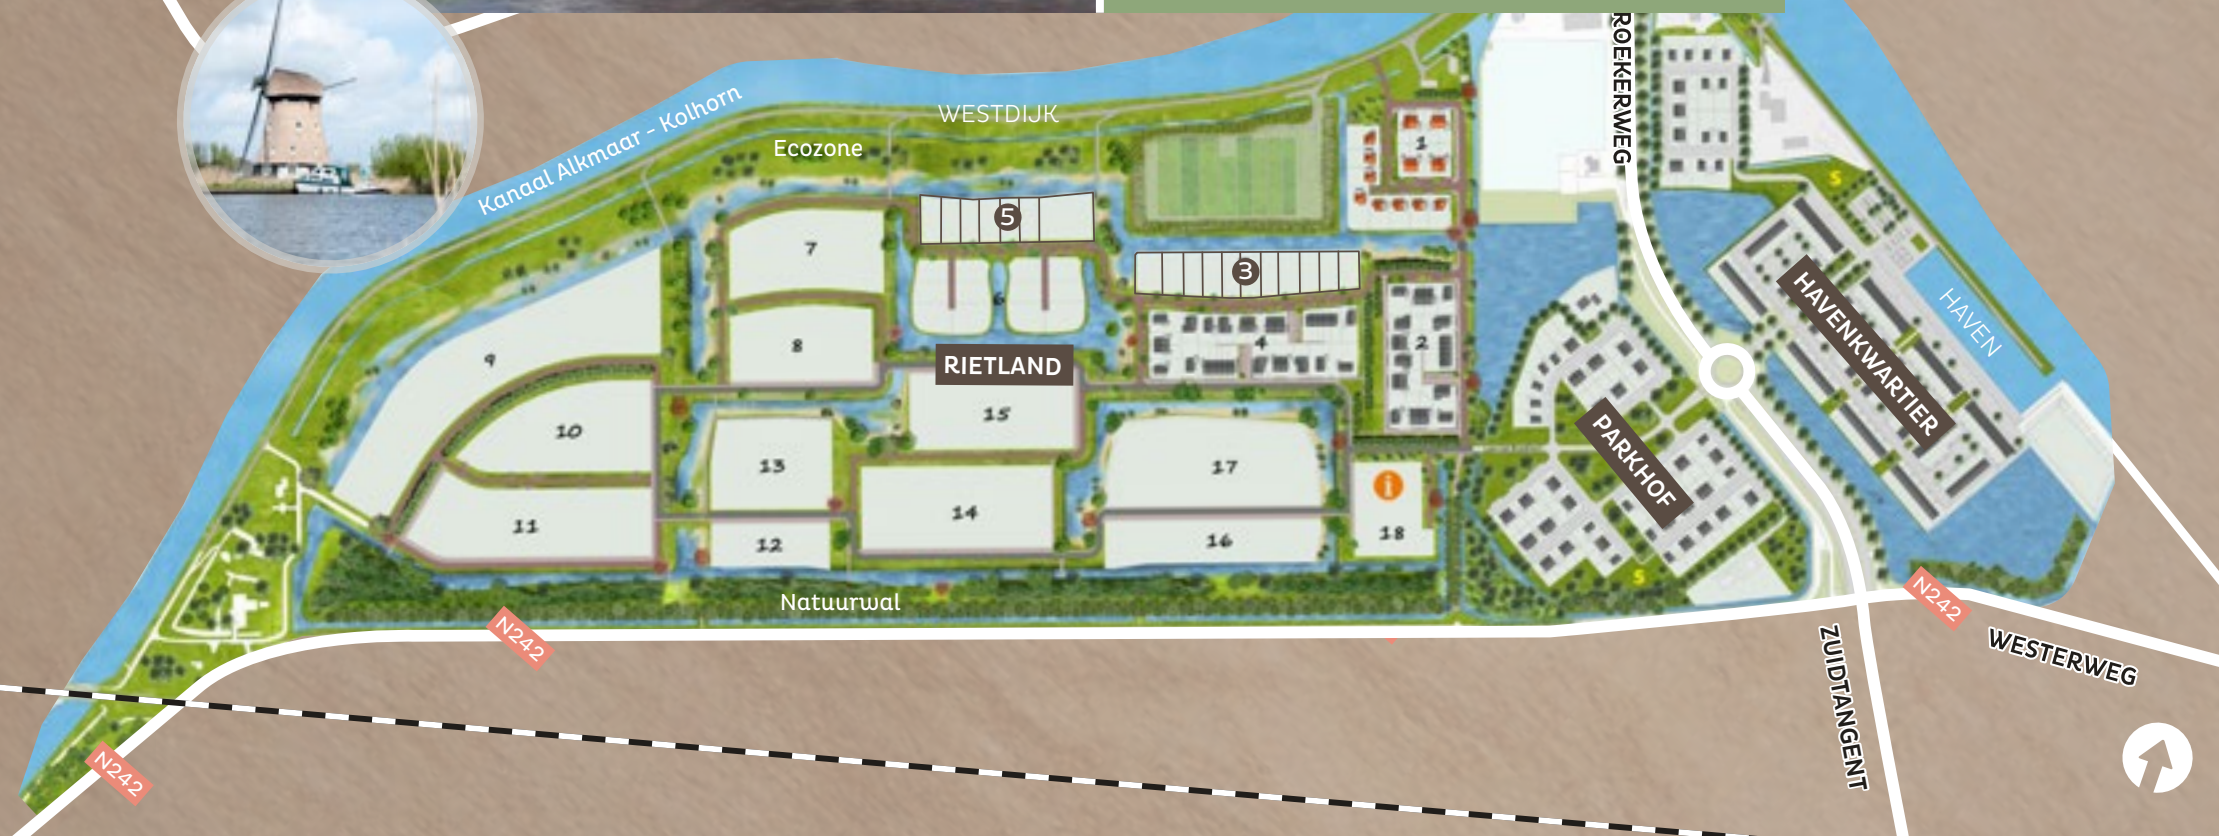 ROEKERWEG
Kanaal Alkmaar - Kolhorn
WESTDIJK
Ecozone
1
S
5
7
3
HAVEN
HAVENKWARTIER
6
8
4
2
9
RIETLAND
15
10
PARKHOF
13
17
i
11
14
18
12
16
S
Natuurwal
N242
N242
WESTERWEG
ZUIDTANGENT
N242